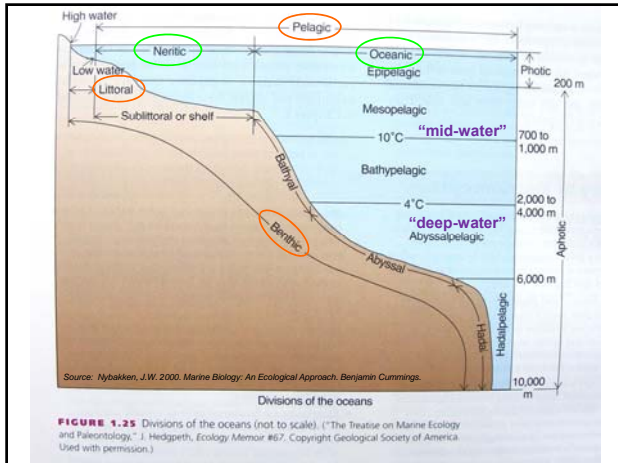 High water
Pelagic
Neritic
Oceanic
Low water
Epipelagic
Photic
200 m
Littoral
Mesopelagic
Sublittoral or shelf
10°C
"mid-water"
700 to
1,000 m
Bathyal
Bathypelagic
4°C
2,000 to
4,000 m
"deep-water"
Benthic
Abyssalpelagic
Aphotic
Abyssal
6,000 m
Hadal
Hadalpelagic
Source: Nybakken, J.W. 2000. Marine Biology: An Ecological Approach. Benjamin Cummings.
10,000
m
Divisions of the oceans
FIGURE 1.25 Divisions of the oceans (not to scale). ("The Treatise on Marine Ecology
and Paleontology," J. Hedgpeth, Ecology Memoir #67. Copyright Geological Society of America.
Used with permission.)